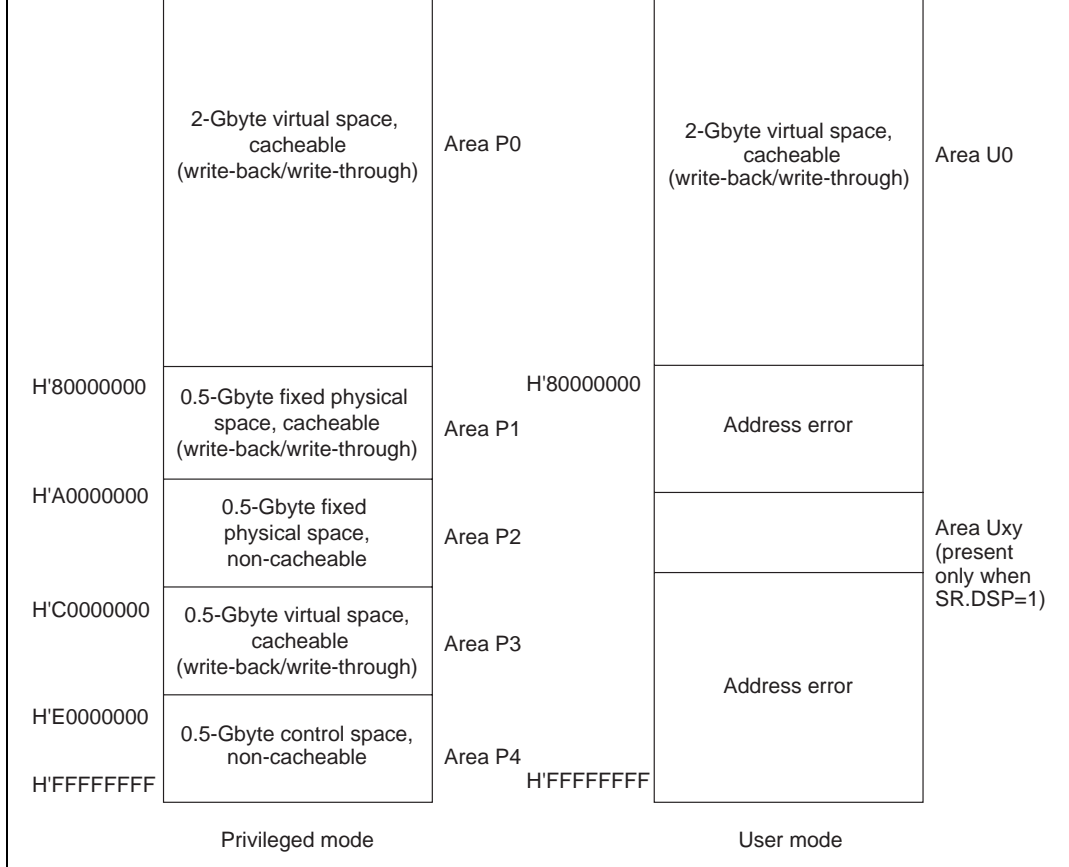 2-Gbyte virtual space,
cacheable
(write-back/write-through)
Area P0
H'80000000
0.5-Gbyte fixed physical
space, cacheable
(write-back/write-through)
Area P1
H'A0000000
0.5-Gbyte fixed
physical space,
non-cacheable
Area P2
H'C0000000
0.5-Gbyte virtual space,
cacheable
(write-back/write-through)
Area P3
H'E0000000
0.5-Gbyte control space,
non-cacheable
Area P4
H'FFFFFFFF
Privileged mode
2-Gbyte virtual space,
cacheable
(write-back/write-through)
Area U0
H'80000000
Address error
Area Uxy
(present
only when
SR.DSP=1)
Address error
H'FFFFFFFF
User mode